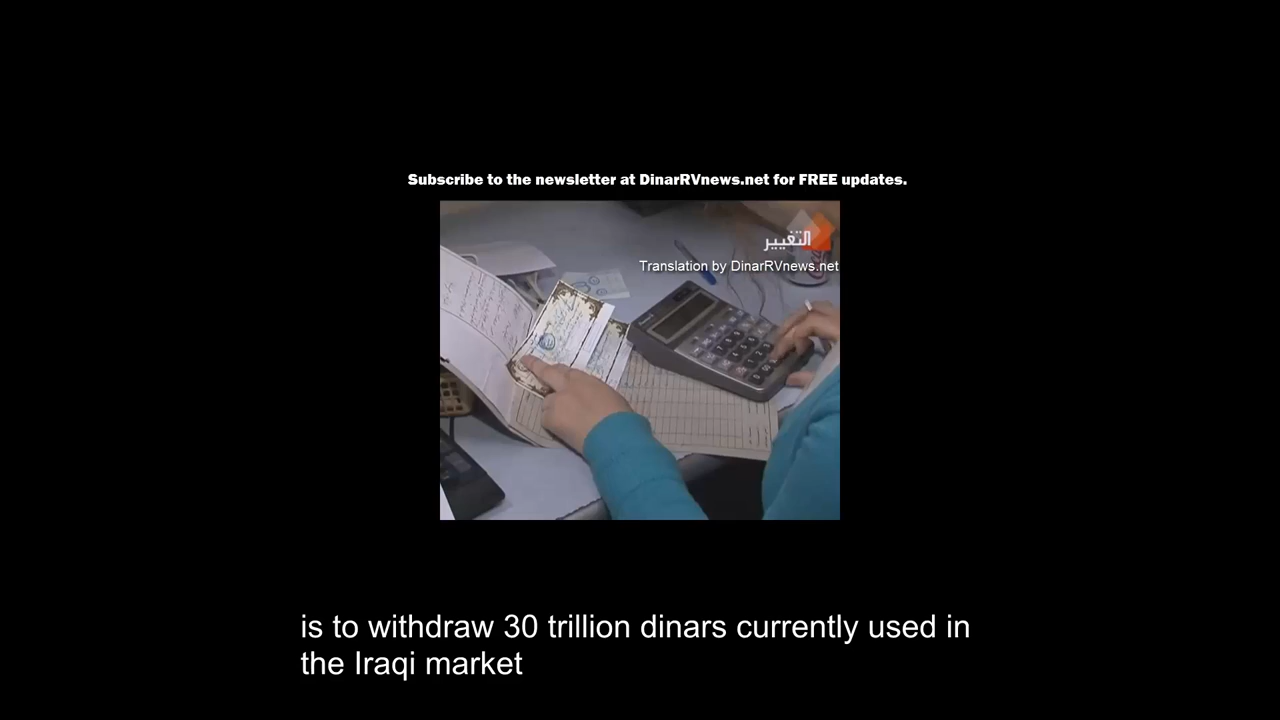 Subscribe to the newsletter at DinarRVnews.net for FREE updates.
التغيير
Translation by DinarRVnews.net
is to withdraw 30 trillion dinars currently used in
the Iraqi market